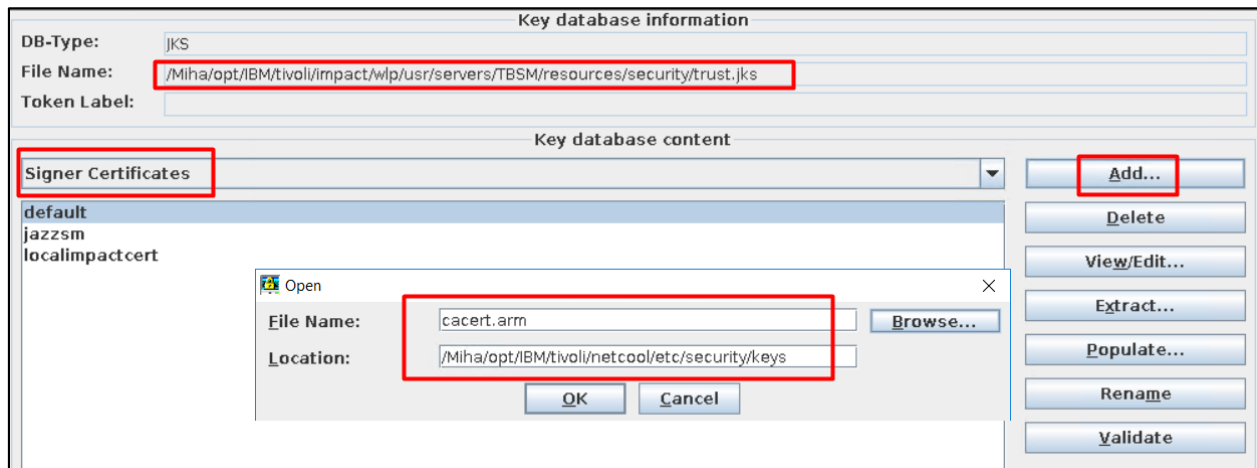 Key database information
DB-Type: JKS
File Name: /Miha/opt/IBM/tivoli/impact/wlp/usr/servers/TBSM/resources/security/trust.jks
Token Label:
Key database content
Signer Certificates
Add...
default
Delete
jazzsm
localimpactcert
View/Edit...
Open
File Name: cacert.arm Browse...
Extract...
Location: /Miha/opt/IBM/tivoli/netcool/etc/security/keys
Populate...
OK Cancel
Rename
Validate